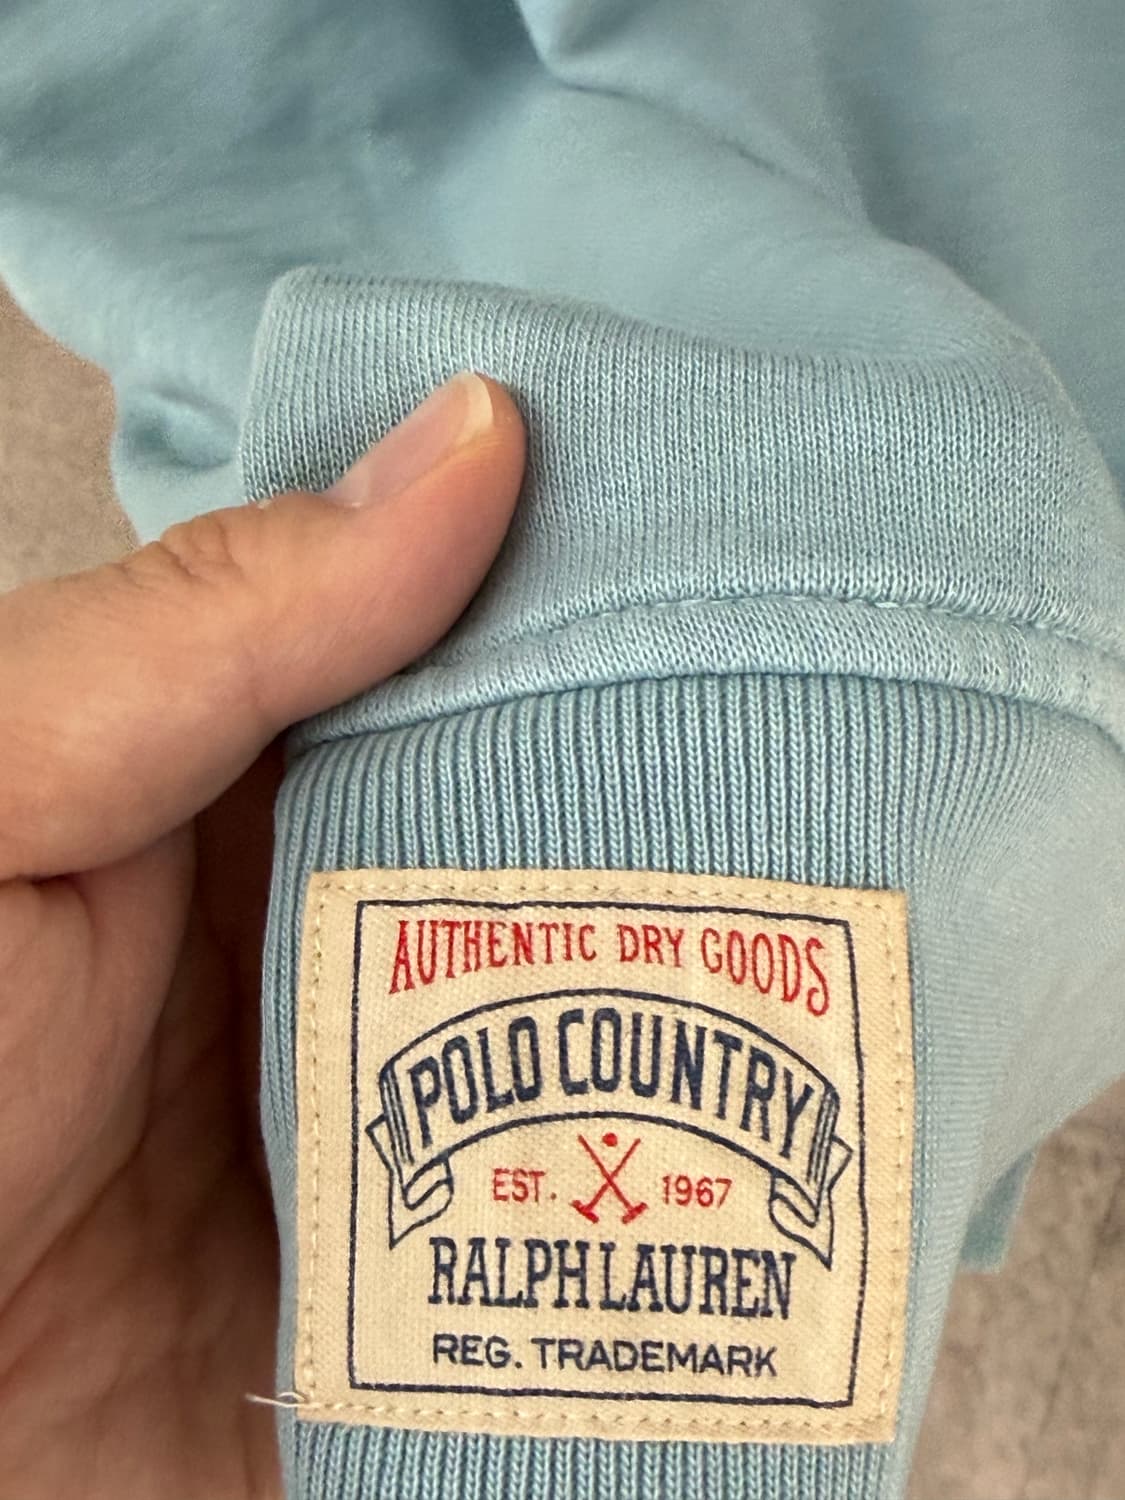 AUTHENTIC DRY GOODS
POLO COUNTRY
EST. 1967
RALPH LAUREN
REG. TRADEMARK